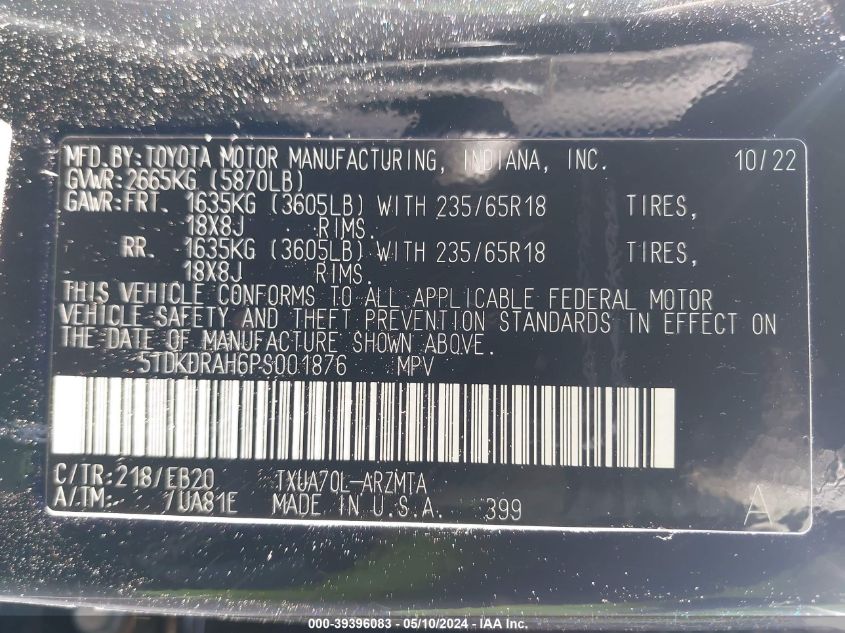 MFD.BY:TOYOTA MOTOR MANUFACTURING, INDIANA, INC. 10/22
GVWR:2665KG (5870LB)
GAWR:FRT. 1635KG (3605LB) WITH 235/65R18 TIRES,
18X8J RIMS.
RR. 1635KG (3605LB) WITH 235/65R18 TIRES,
18X8J RIMS.
THIS VEHICLE CONFORMS TO ALL APPLICABLE FEDERAL MOTOR
VEHICLE SAFETY AND THEFT PREVENTION STANDARDS IN EFFECT ON
THE DATE OF MANUFACTURE SHOWN ABOVE.
5TDKDRAH6PS001876 MPV
C/TR:218/EB20 TXUA70L-ARZMTA
A/TM: /UA81E MADE IN U.S.A. 399 A
000-39396083 - 05/10/2024 - IAA Inc.